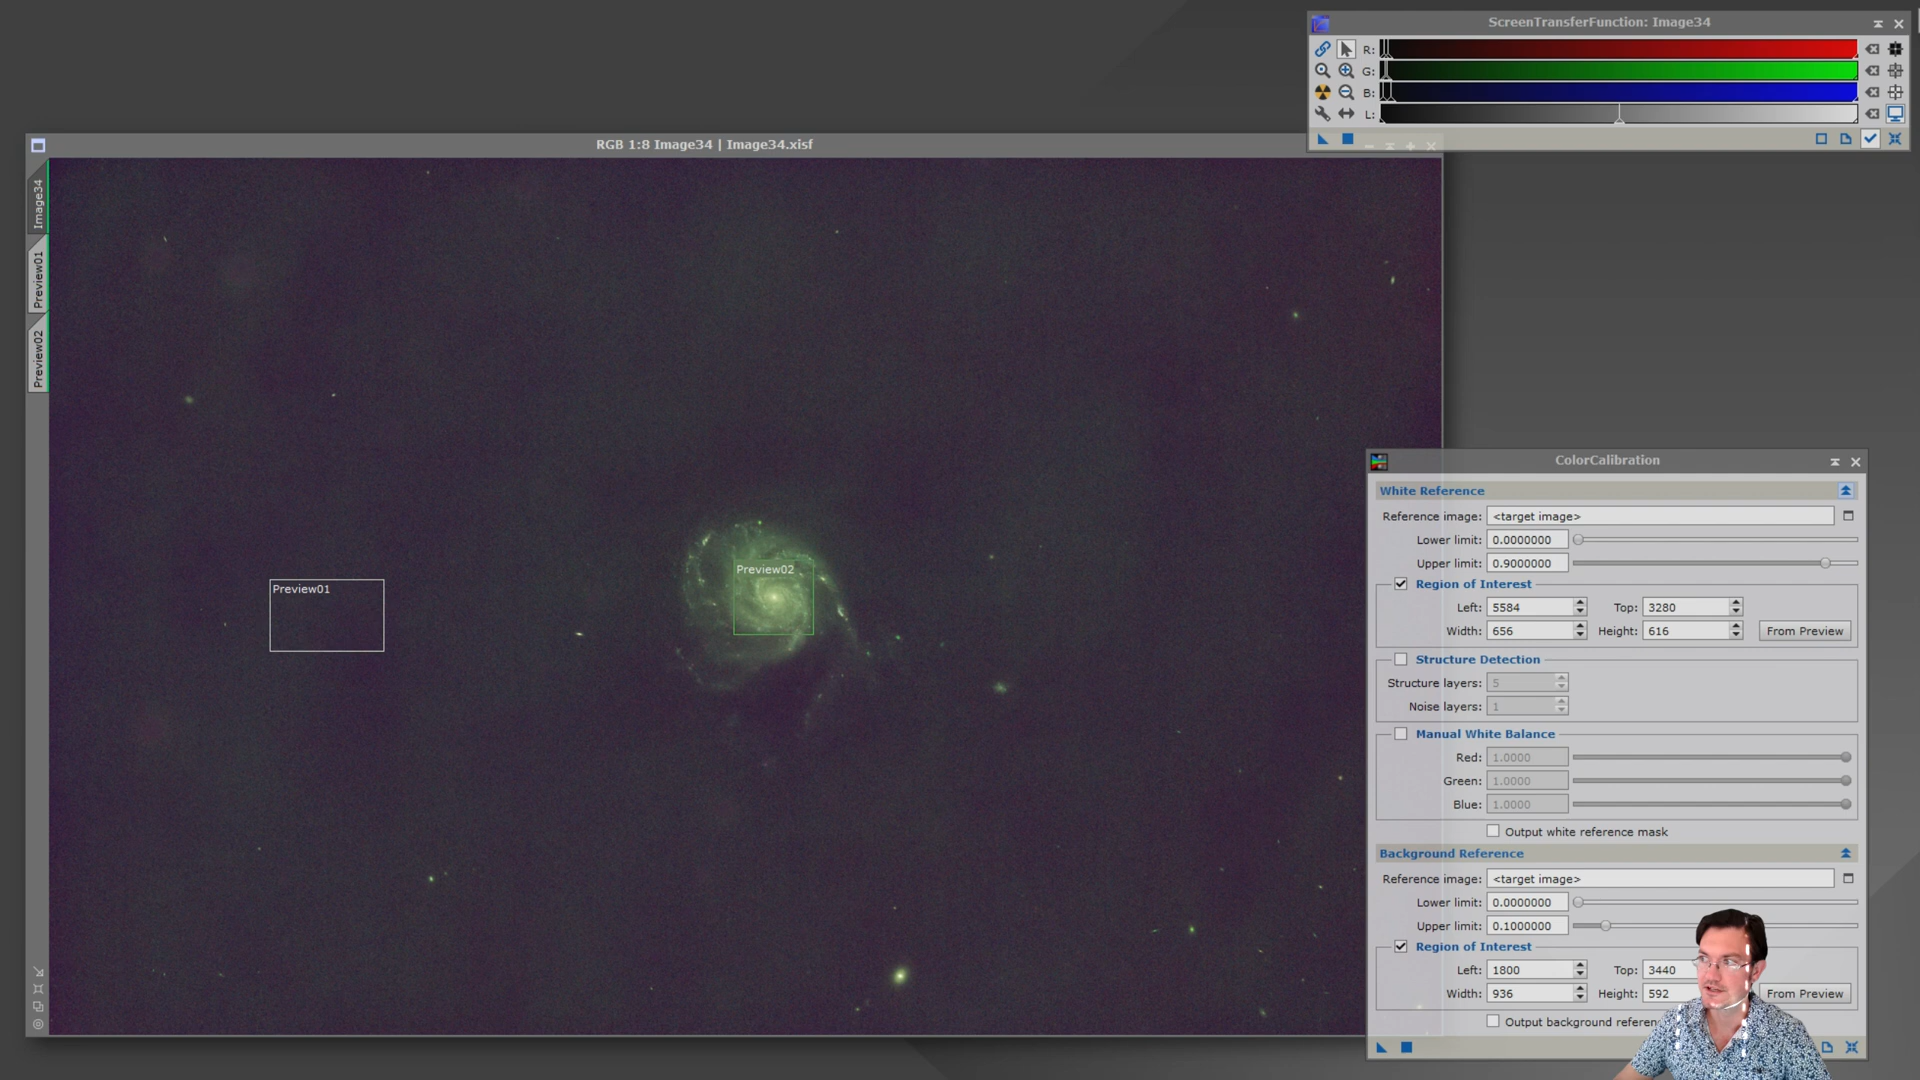 ScreenTransferFunction: Image34
R:
G:
B:
L:
RGB 1:8 Image34 | Image34.xisf
Image34
Preview01
Preview02
Preview01
Preview02
ColorCalibration
White Reference
Reference image: <target image>
Lower limit: 0.0000000
Upper limit: 0.9000000
Region of Interest
Left: 5584 Top: 3280
Width: 656 Height: 616 From Preview
Structure Detection
Structure layers: 5
Noise layers: 1
Manual White Balance
Red: 1.0000
Green: 1.0000
Blue: 1.0000
Output white reference mask
Background Reference
Reference image: <target image>
Lower limit: 0.0000000
Upper limit: 0.1000000
Region of Interest
Left: 1800 Top: 3440
Width: 936 Height: 592 From Preview
Output background